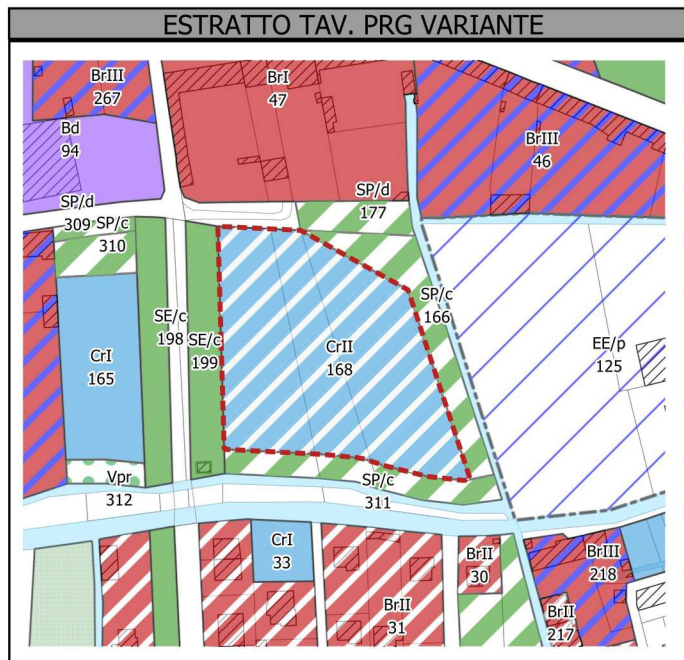 ESTRATTO TAV. PRG VARIANTE
BrIII
267
BrI
47
Bd
94
BrIII
46
SP/d
309
SP/c
310
SP/d
177
SE/c
198
SE/c
199
SP/c
166
CrI
165
CrII
168
EE/p
125
Vpr
312
SP/c
311
CrI
33
BrII
31
BrII
30
BrIII
218
BrII
217